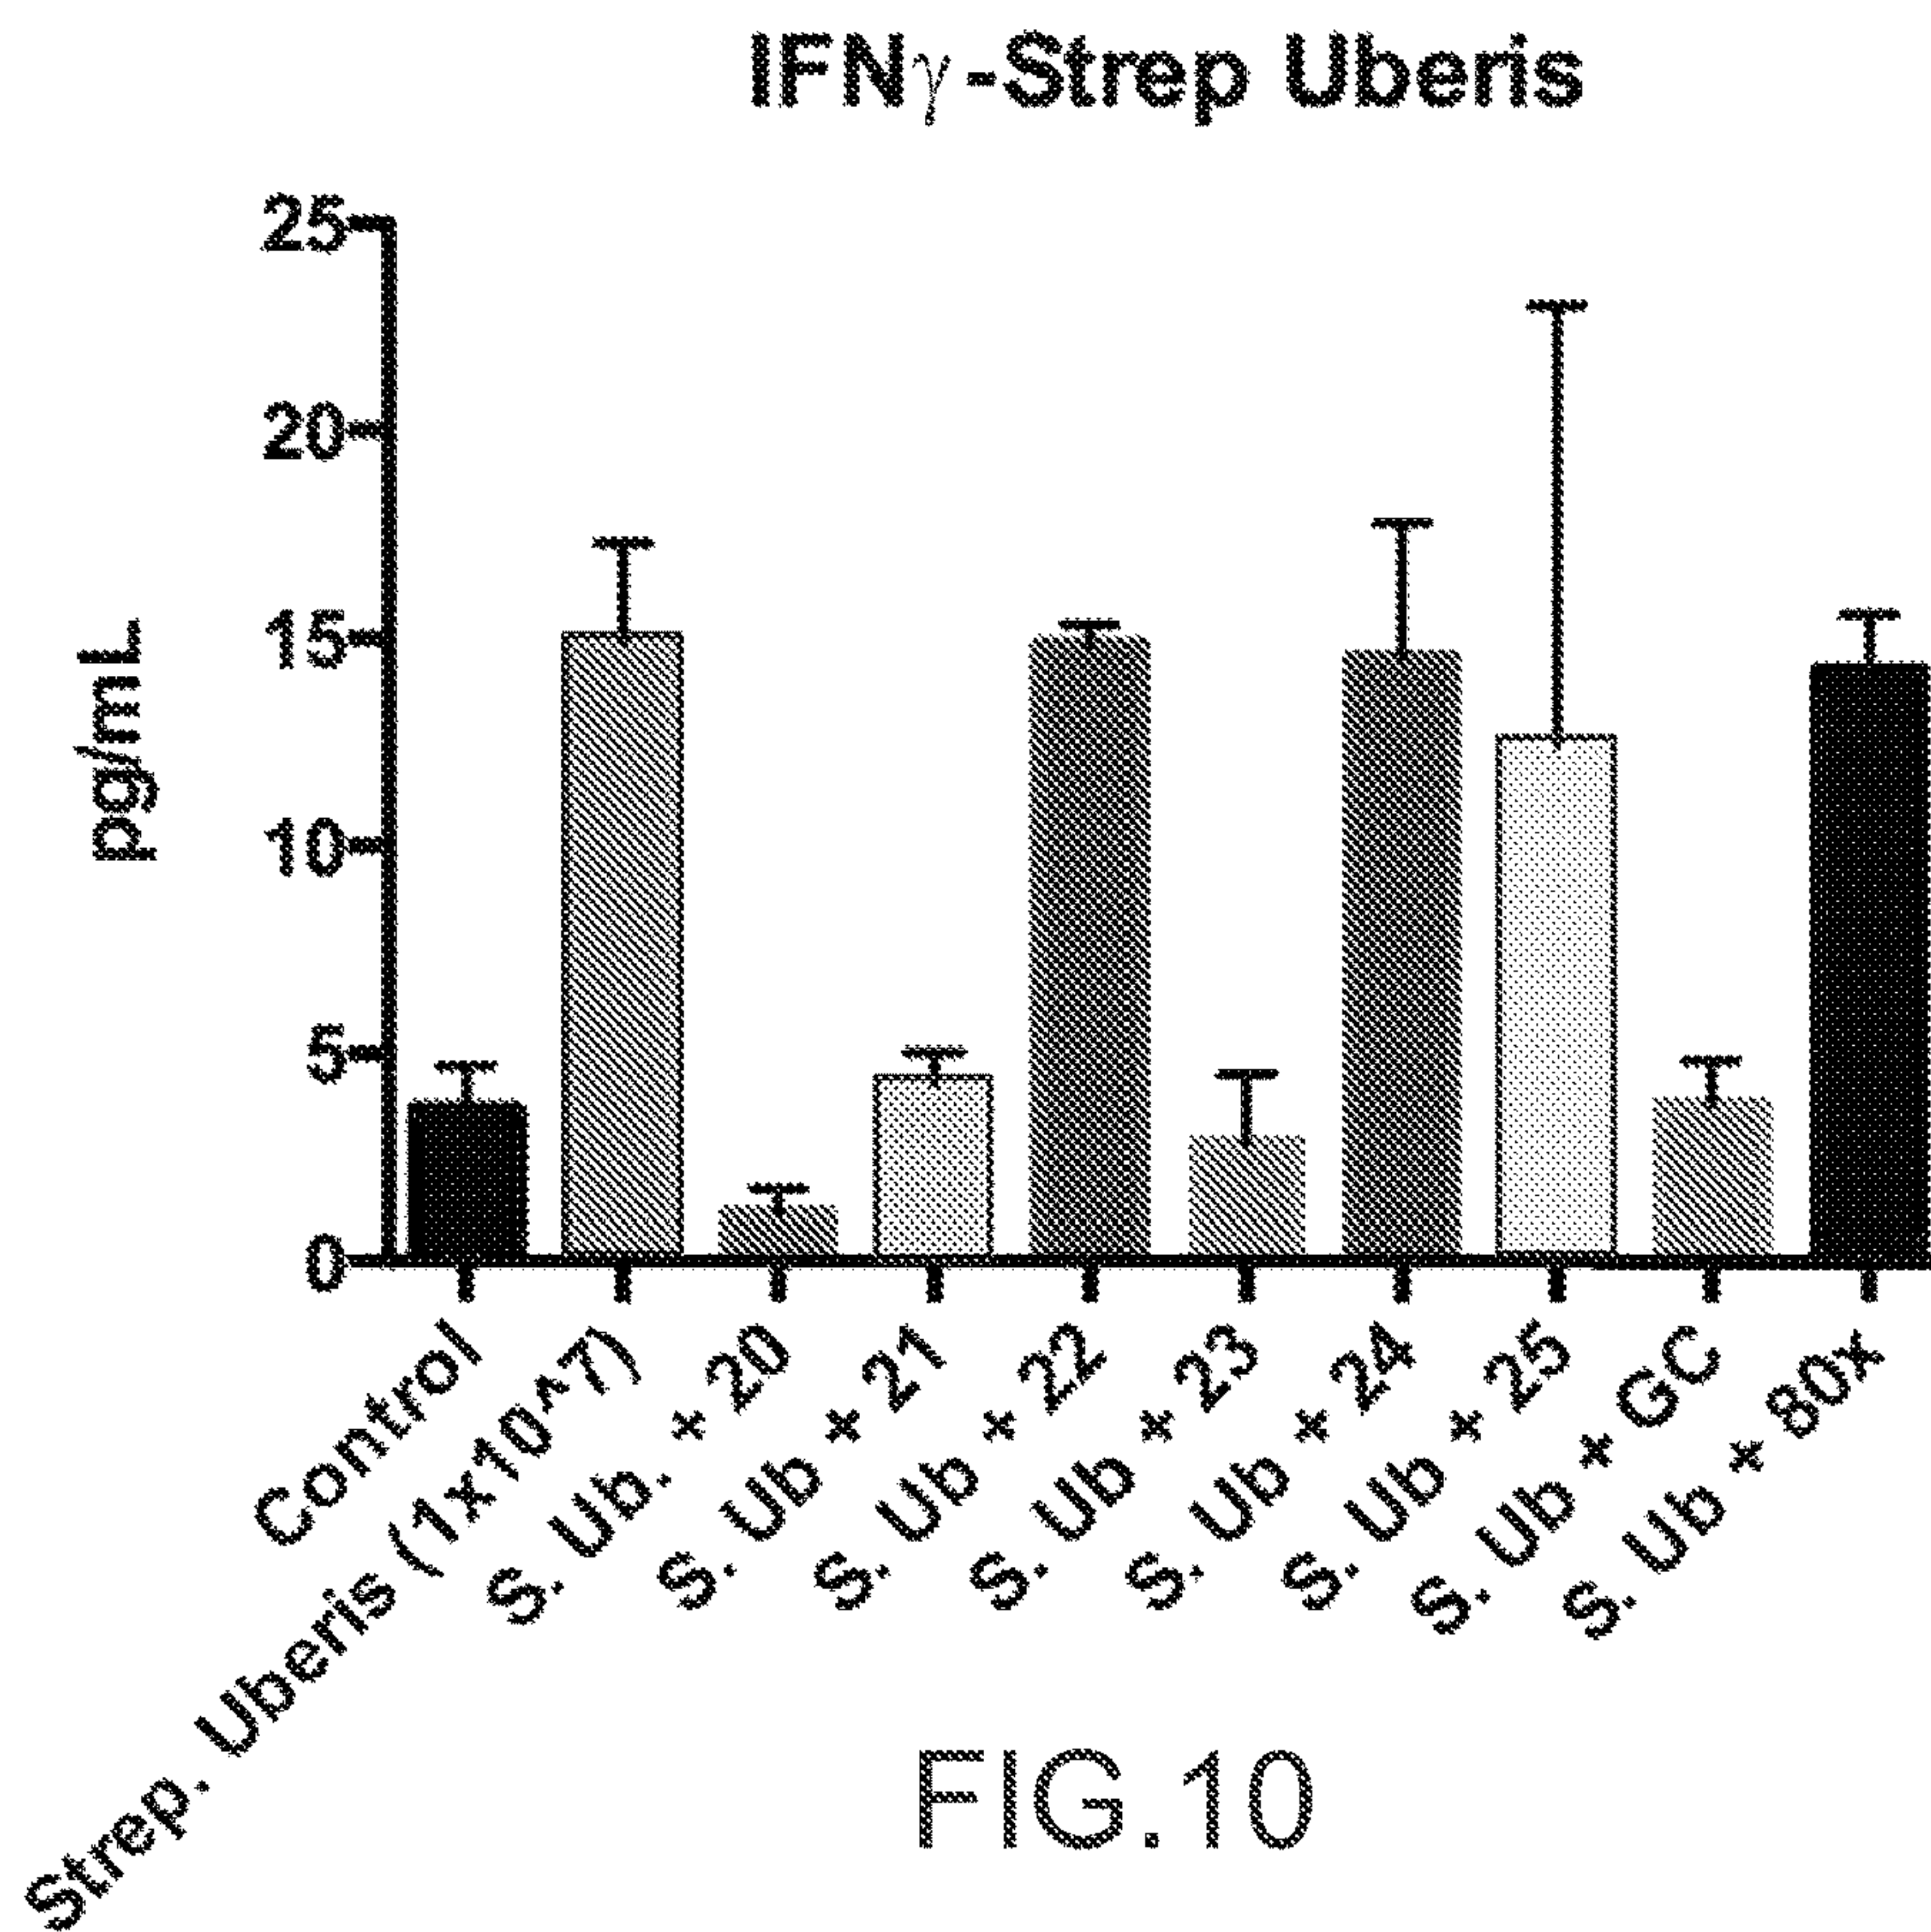 IFNγ-Strep Uberis
pg/mL
25
20
15
10
5
0
Control
Strep. Uberis (1x10^7)
S. Ub. + 20
S. Ub + 21
S. Ub + 22
S. Ub + 23
S. Ub + 24
S. Ub + 25
S. Ub + GC
S. Ub + 80x
FIG.10